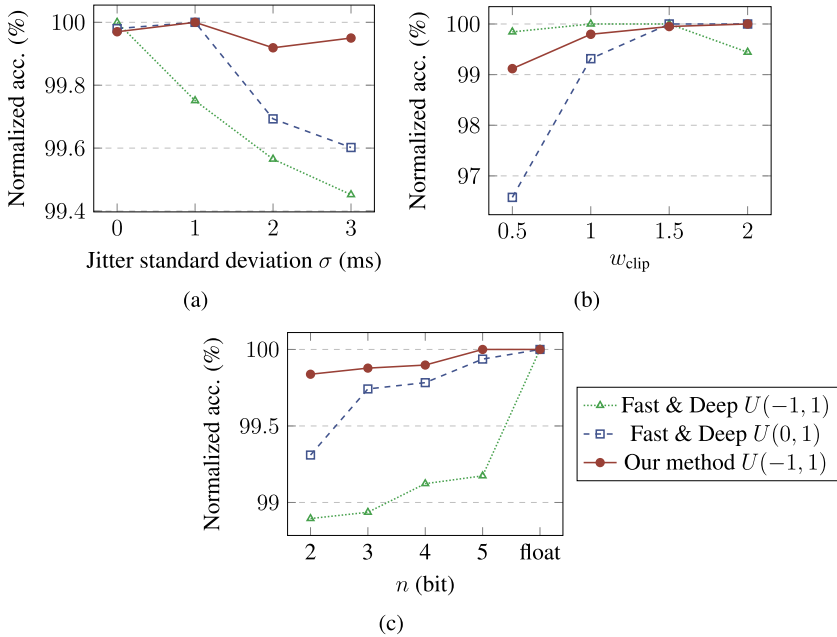 Normalized acc. (%)
100
99.8
99.6
99.4
0 1 2 3
Jitter standard deviation σ (ms)
(a)
Normalized acc. (%)
100
99
98
97
0.5 1 1.5 2
w_clip
(b)
Normalized acc. (%)
100
99.5
99
2 3 4 5 float
n (bit)
(c)
Fast & Deep U(−1, 1)
Fast & Deep U(0, 1)
Our method U(−1, 1)